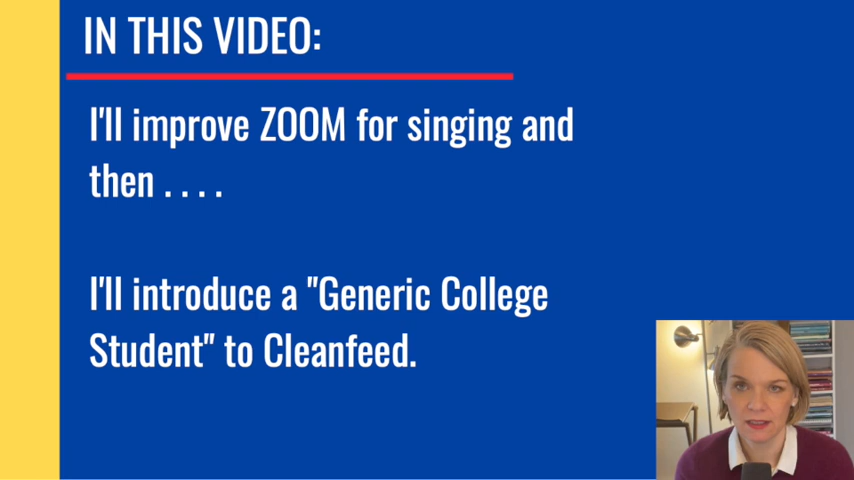 IN THIS VIDEO:
I'll improve ZOOM for singing and
then . . . .
I'll introduce a "Generic College
Student" to Cleanfeed.